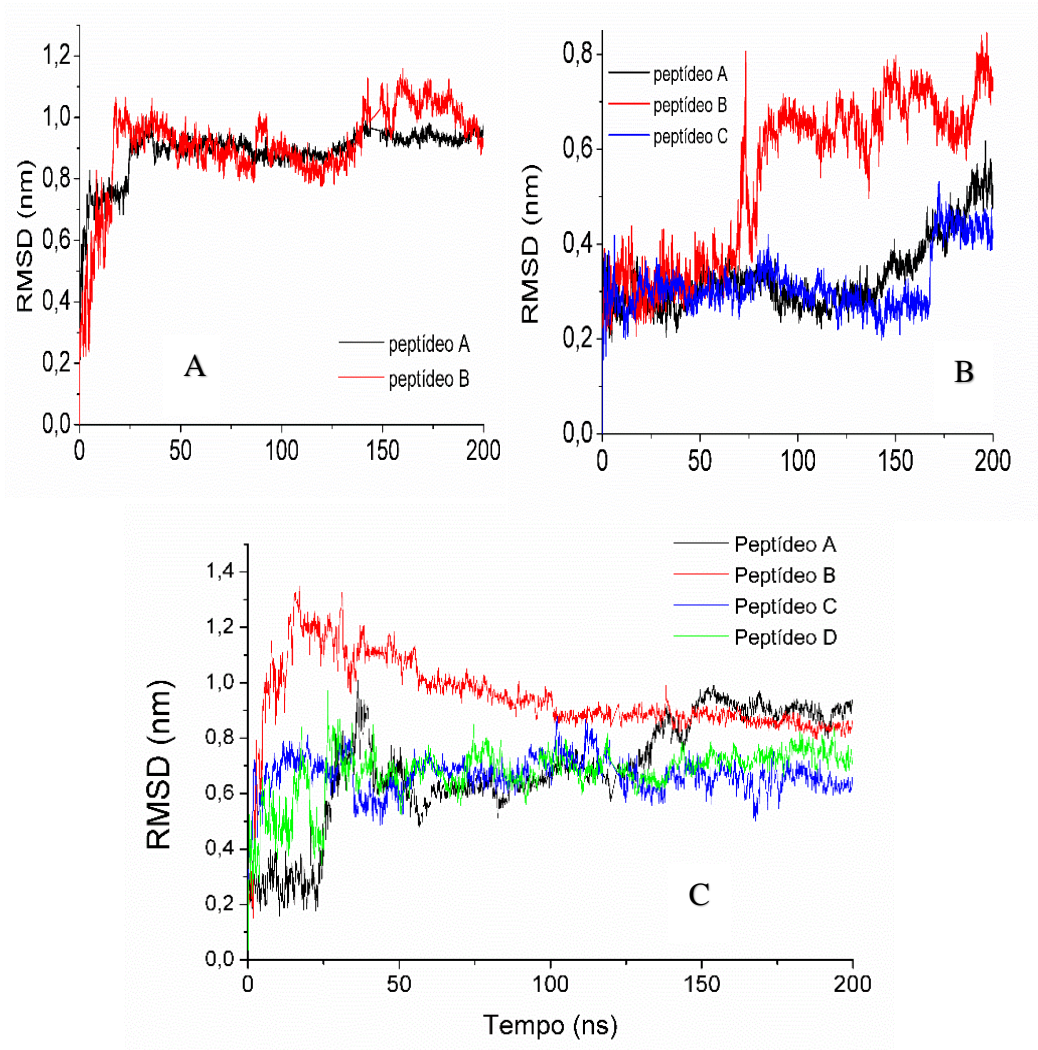 RMSD (nm)
1,2
1,0
0,8
0,6
0,4
0,2
0,0
0
50
100
150
200
peptídeo A
peptídeo B
A
RMSD (nm)
0,8
0,6
0,4
0,2
0,0
0
50
100
150
200
peptídeo A
peptídeo B
peptídeo C
B
RMSD (nm)
1,4
1,2
1,0
0,8
0,6
0,4
0,2
0,0
0
50
100
150
200
Peptídeo A
Peptídeo B
Peptídeo C
Peptídeo D
C
Tempo (ns)